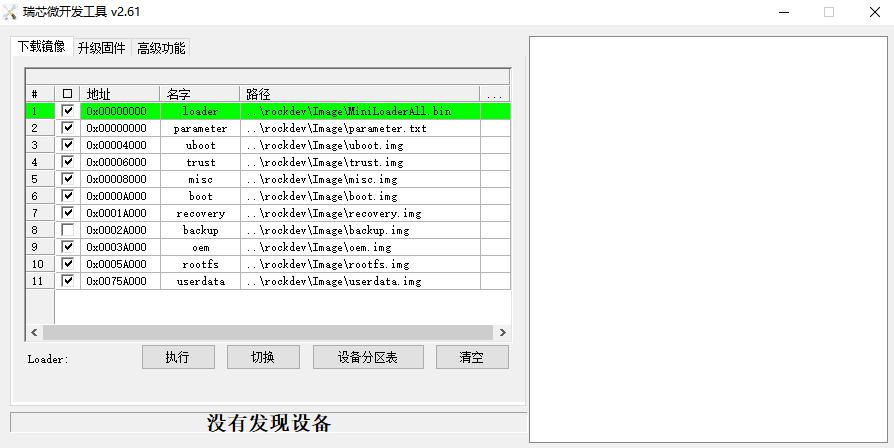 瑞芯微开发工具 v2.61
下载镜像 升级固件 高级功能
# 地址 名字 路径 ...
1 0x00000000 loader ..\rockdev\Image\MiniLoaderAll.bin
2 0x00000000 parameter ..\rockdev\Image\parameter.txt
3 0x00004000 uboot ..\rockdev\Image\uboot.img
4 0x00006000 trust ..\rockdev\Image\trust.img
5 0x00008000 misc ..\rockdev\Image\misc.img
6 0x0000A000 boot ..\rockdev\Image\boot.img
7 0x0001A000 recovery ..\rockdev\Image\recovery.img
8 0x0002A000 backup ..\rockdev\Image\backup.img
9 0x0003A000 oem ..\rockdev\Image\oem.img
10 0x0005A000 rootfs ..\rockdev\Image\rootfs.img
11 0x0075A000 userdata ..\rockdev\Image\userdata.img
Loader: 执行 切换 设备分区表 清空
没有发现设备